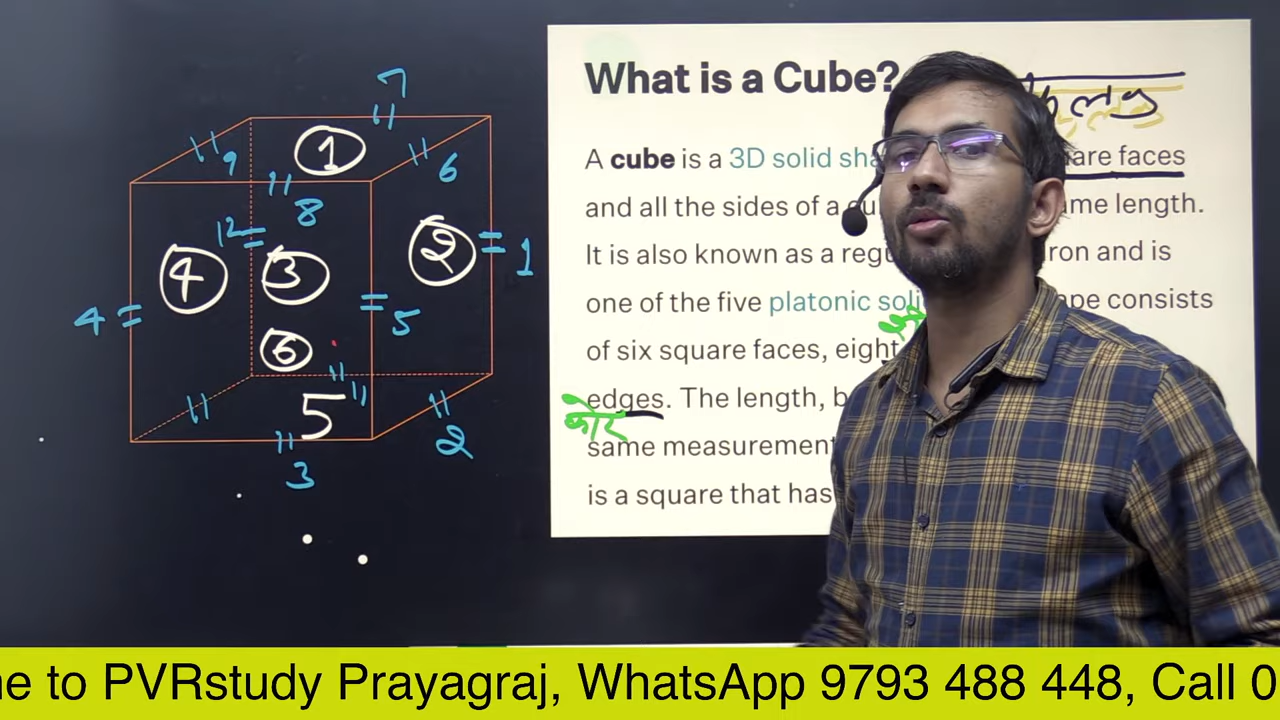 What is a Cube?
फलक
A cube is a 3D solid sha are faces
and all the sides of a cu ame length.
It is also known as a regu ron and is
one of the five platonic soli ape consists
of six square faces, eight
edges. The length, b
कोर
same measurement
is a square that has
7
9
1
6
8
12
4
3
2
1
4
5
6
5
2
3
ne to PVRstudy Prayagraj, WhatsApp 9793 488 448, Call 0